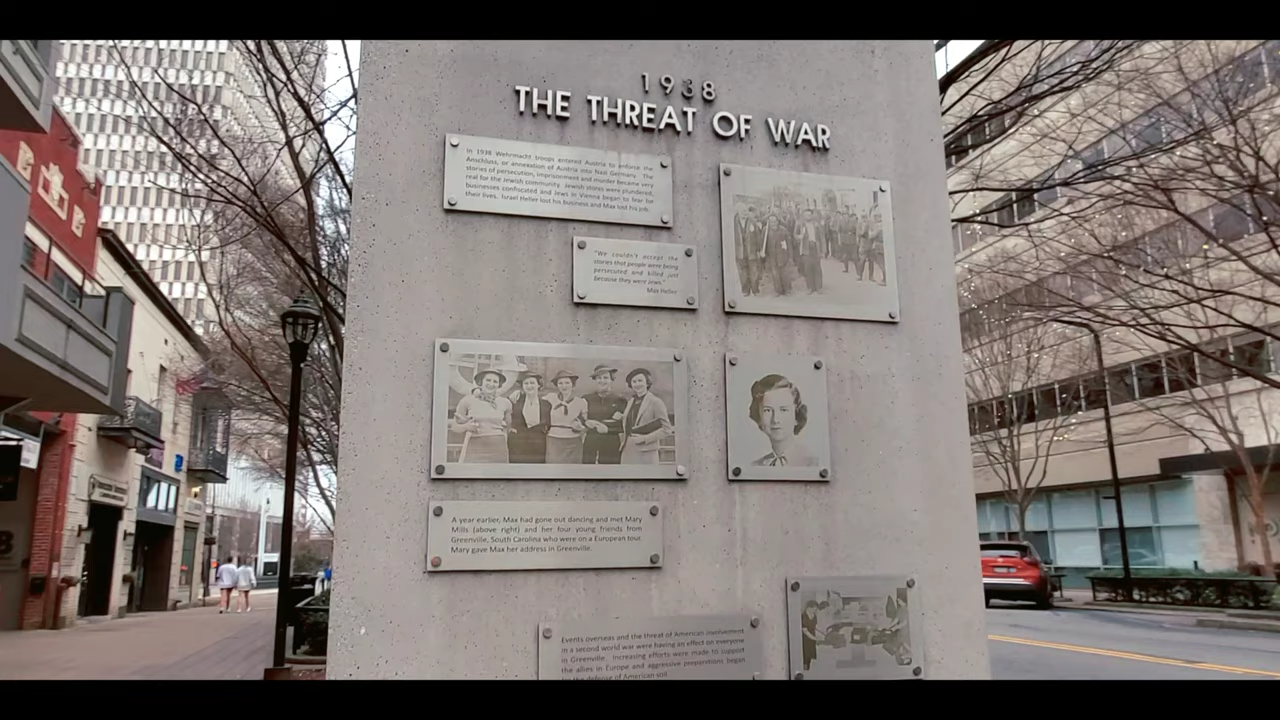 1938
THE THREAT OF WAR
In 1938 Wehrmacht troops entered Austria to enforce the
Anschluss, or annexation of Austria into Nazi Germany. The
stories of persecution, imprisonment and murder became very
real for the Jewish community. Jewish stores were plundered,
businesses confiscated and Jews in Vienna began to fear for
their lives. Israel Heller lost his business and Max lost his job.
"We couldn't accept the
stories that people were being
persecuted and killed just
because they were Jews"
Max Heller
A year earlier, Max had gone out dancing and met Mary
Mills (above right) and her four young friends from
Greenville, South Carolina who were on a European tour.
Mary gave Max her address in Greenville.
Events overseas and the threat of American involvement
in a second world war were having an effect on everyone
in Greenville. Increasing efforts were made to support
the allies in Europe and aggressive preparations began
for the defense of American soil.